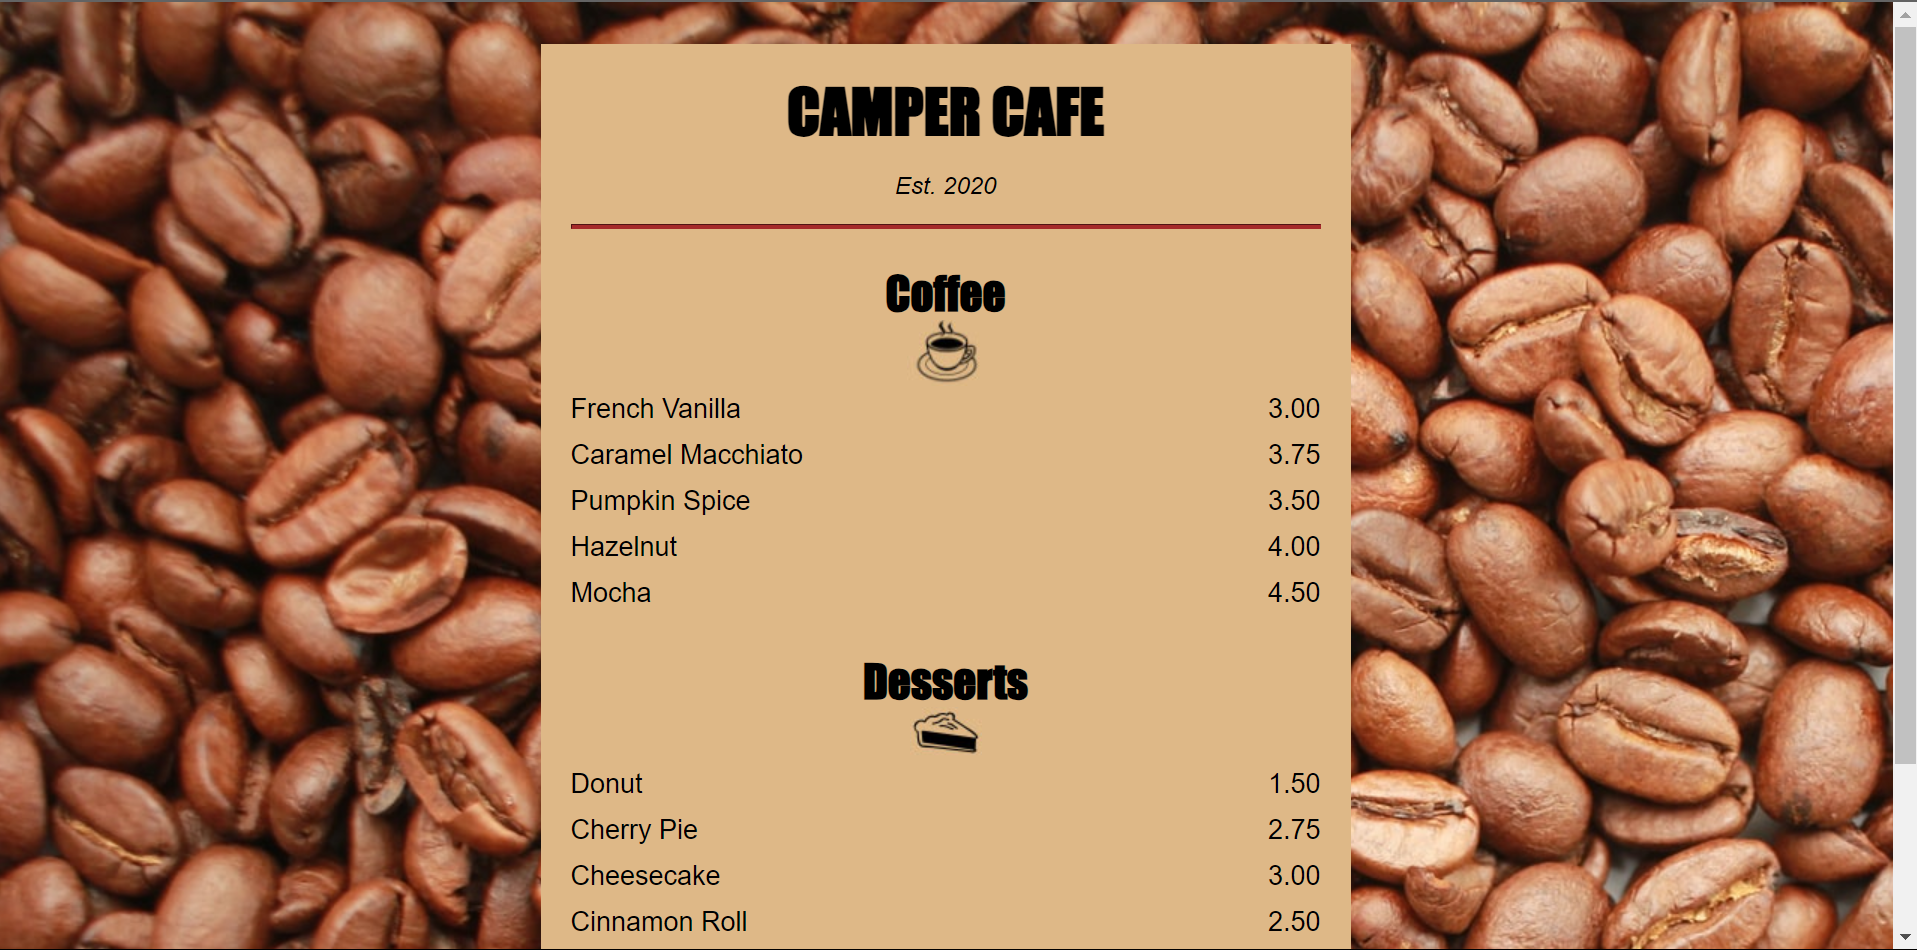 CAMPER CAFE
Est. 2020
Coffee
French Vanilla 3.00
Caramel Macchiato 3.75
Pumpkin Spice 3.50
Hazelnut 4.00
Mocha 4.50
Desserts
Donut 1.50
Cherry Pie 2.75
Cheesecake 3.00
Cinnamon Roll 2.50